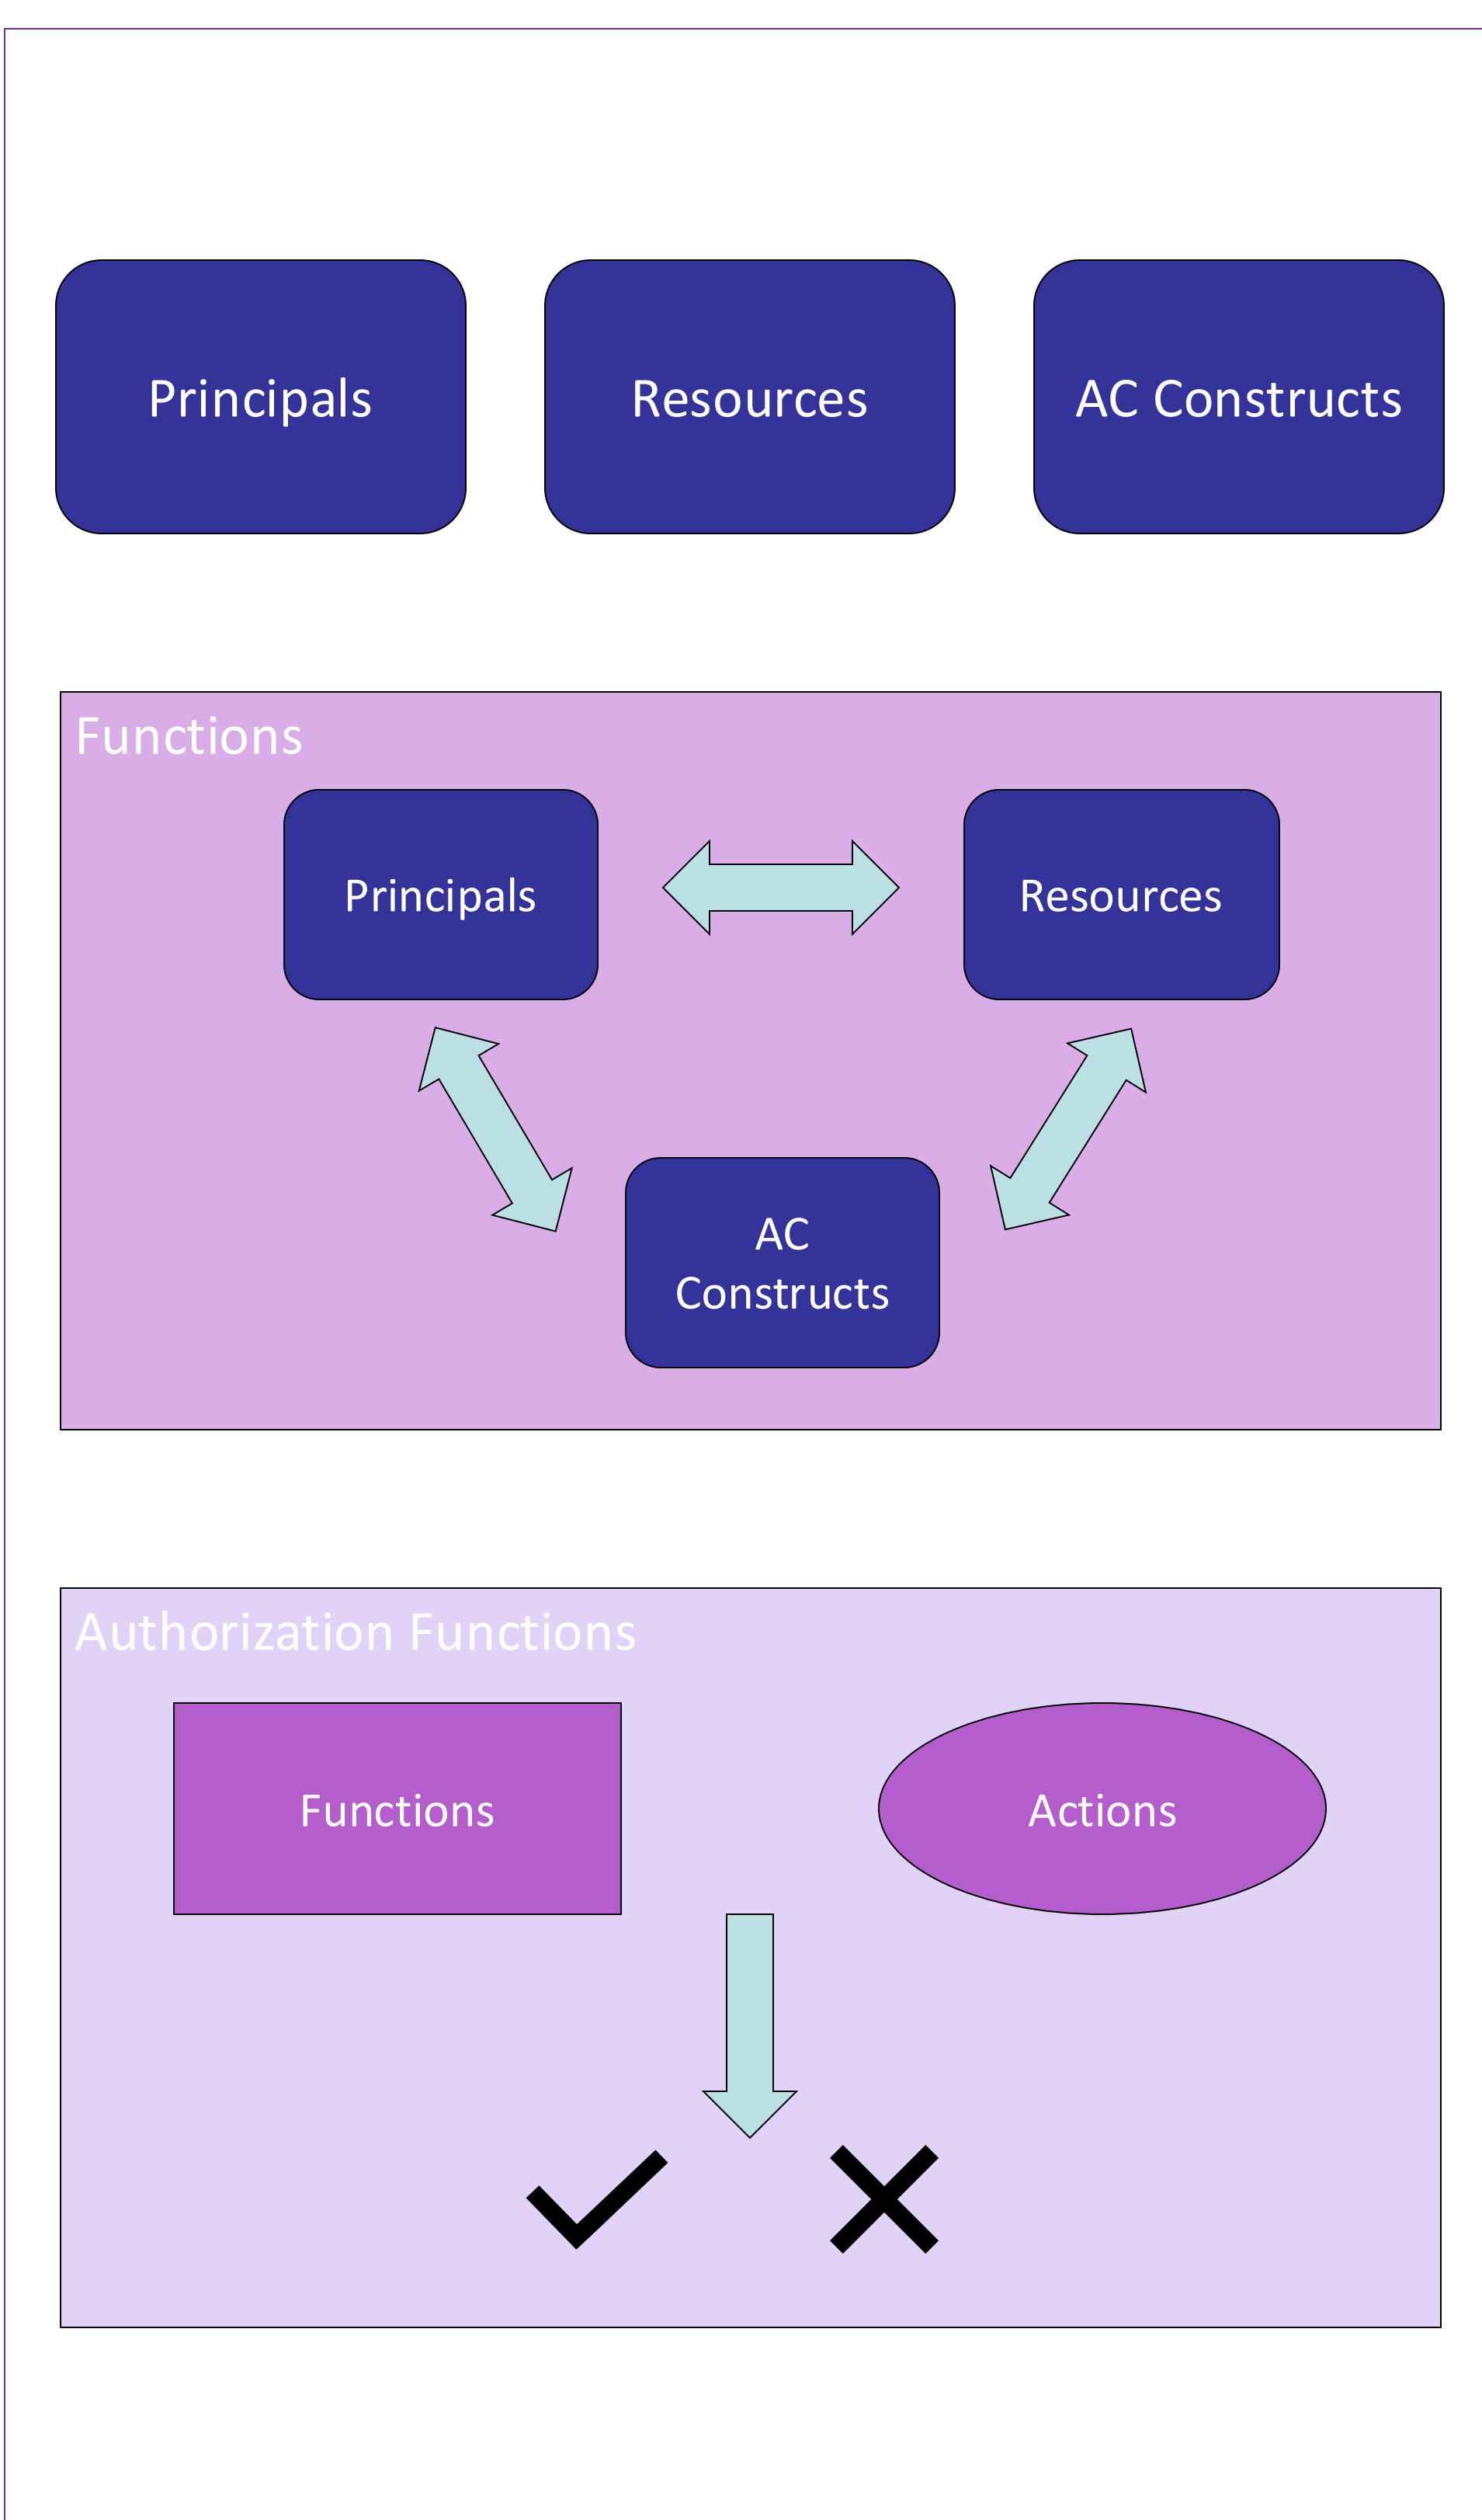 Principals
Resources
AC Constructs
Functions
Principals
Resources
AC
Constructs
Authorization Functions
Functions
Actions